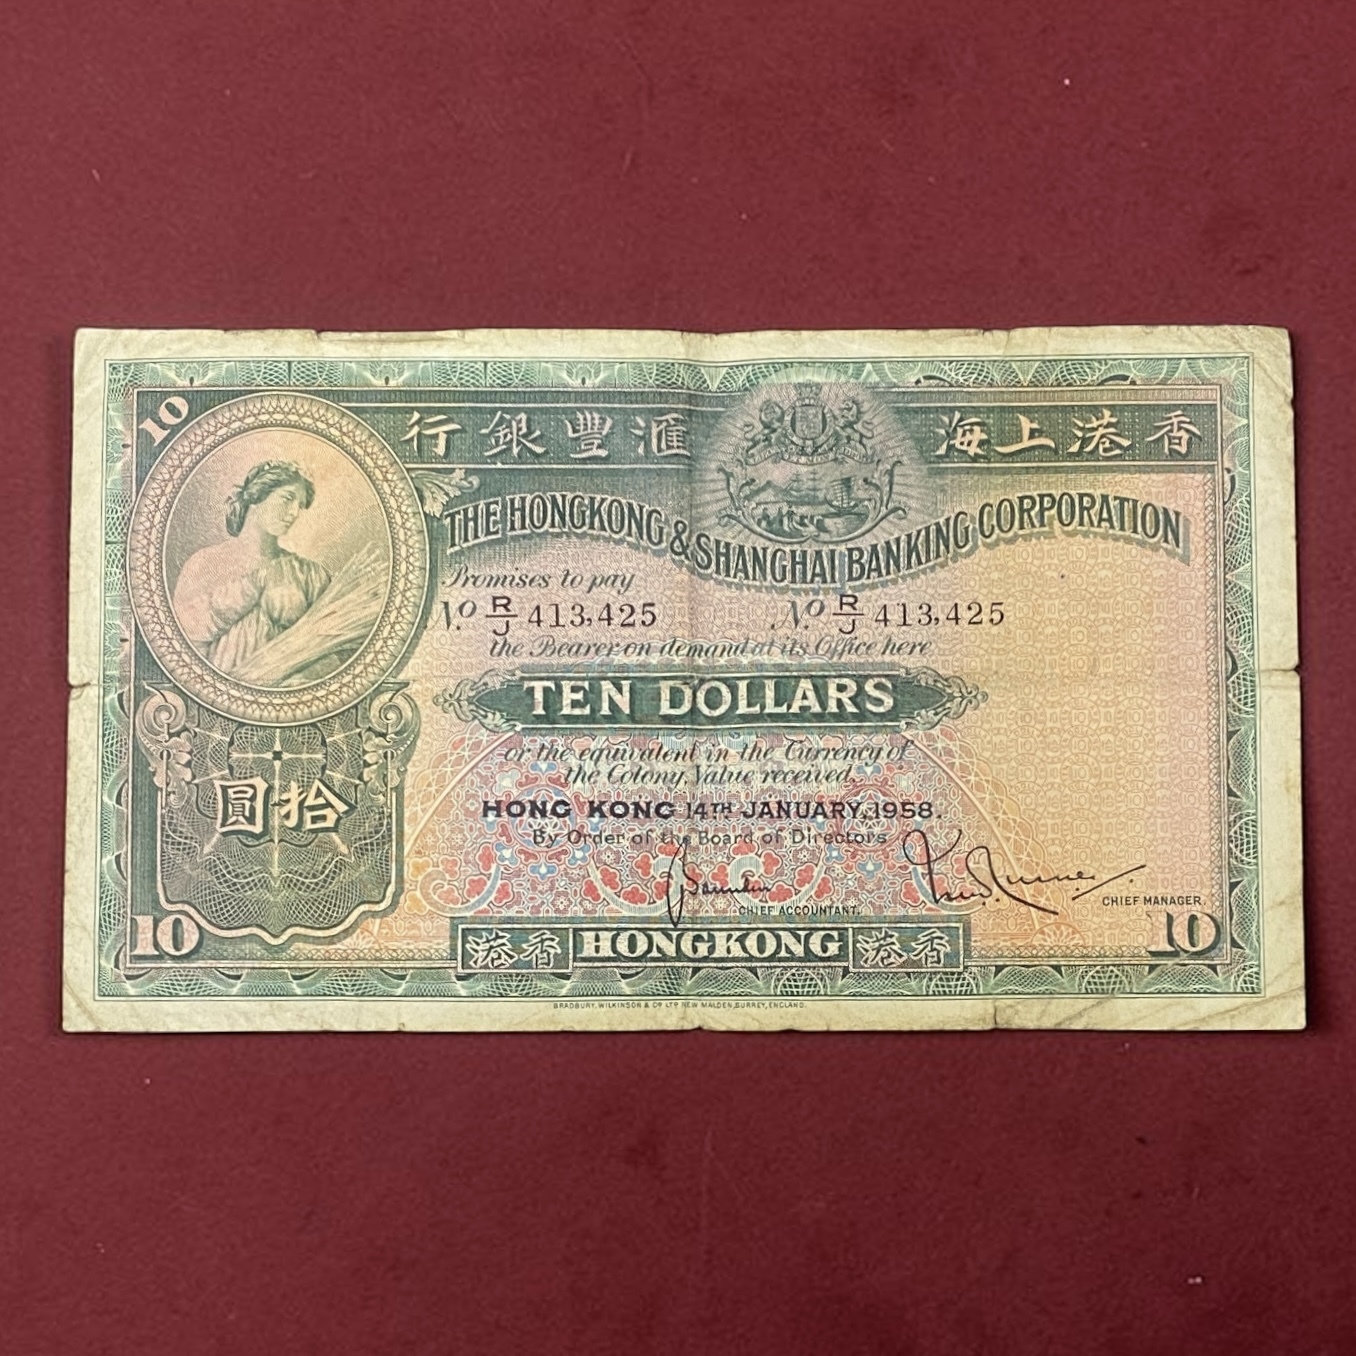 10
行銀豐滙 海上港香
THE HONGKONG & SHANGHAI BANKING CORPORATION
Promises to pay
No. R/J 413,425 No. R/J 413,425
the Bearer on demand at its Office here
TEN DOLLARS
or the equivalent in the Currency of
the Colony, Value received.
圓拾
HONG KONG 14TH JANUARY, 1958.
By Order of the Board of Directors
CHIEF ACCOUNTANT.
CHIEF MANAGER.
10 港香 HONGKONG 港香 10
BRADBURY, WILKINSON & Co. LTD. NEW MALDEN, SURREY, ENGLAND.